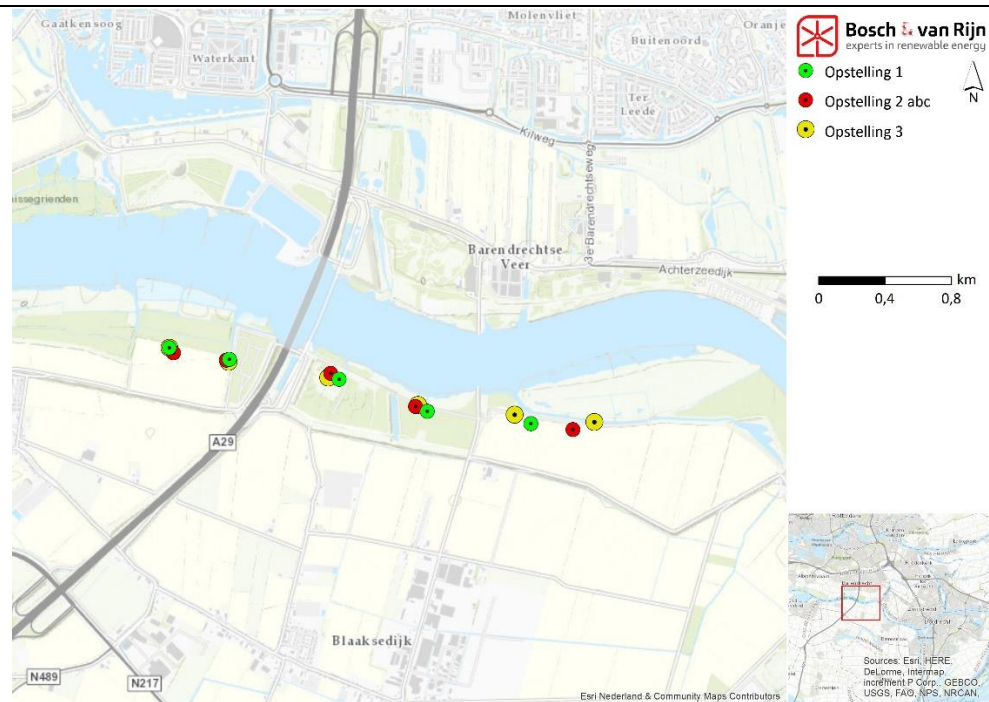 Gaatkensoog
Molenvliet
Oranje
Waterkant
Buitenoord
Ter
Leede
Kilweg
3e Barendrechtseweg
nissegrienden
Barendrechtse
Veer
Achterzeedijk
A29
Blaaksedijk
N489
N217
Esri Nederland & Community Maps Contributors
Bosch & van Rijn
experts in renewable energy
Opstelling 1
Opstelling 2 abc
Opstelling 3
N
km
0 0,4 0,8
Sources: Esri, HERE,
DeLorme, Intermap,
increment P Corp., GEBCO,
USGS, FAO, NPS, NRCAN,